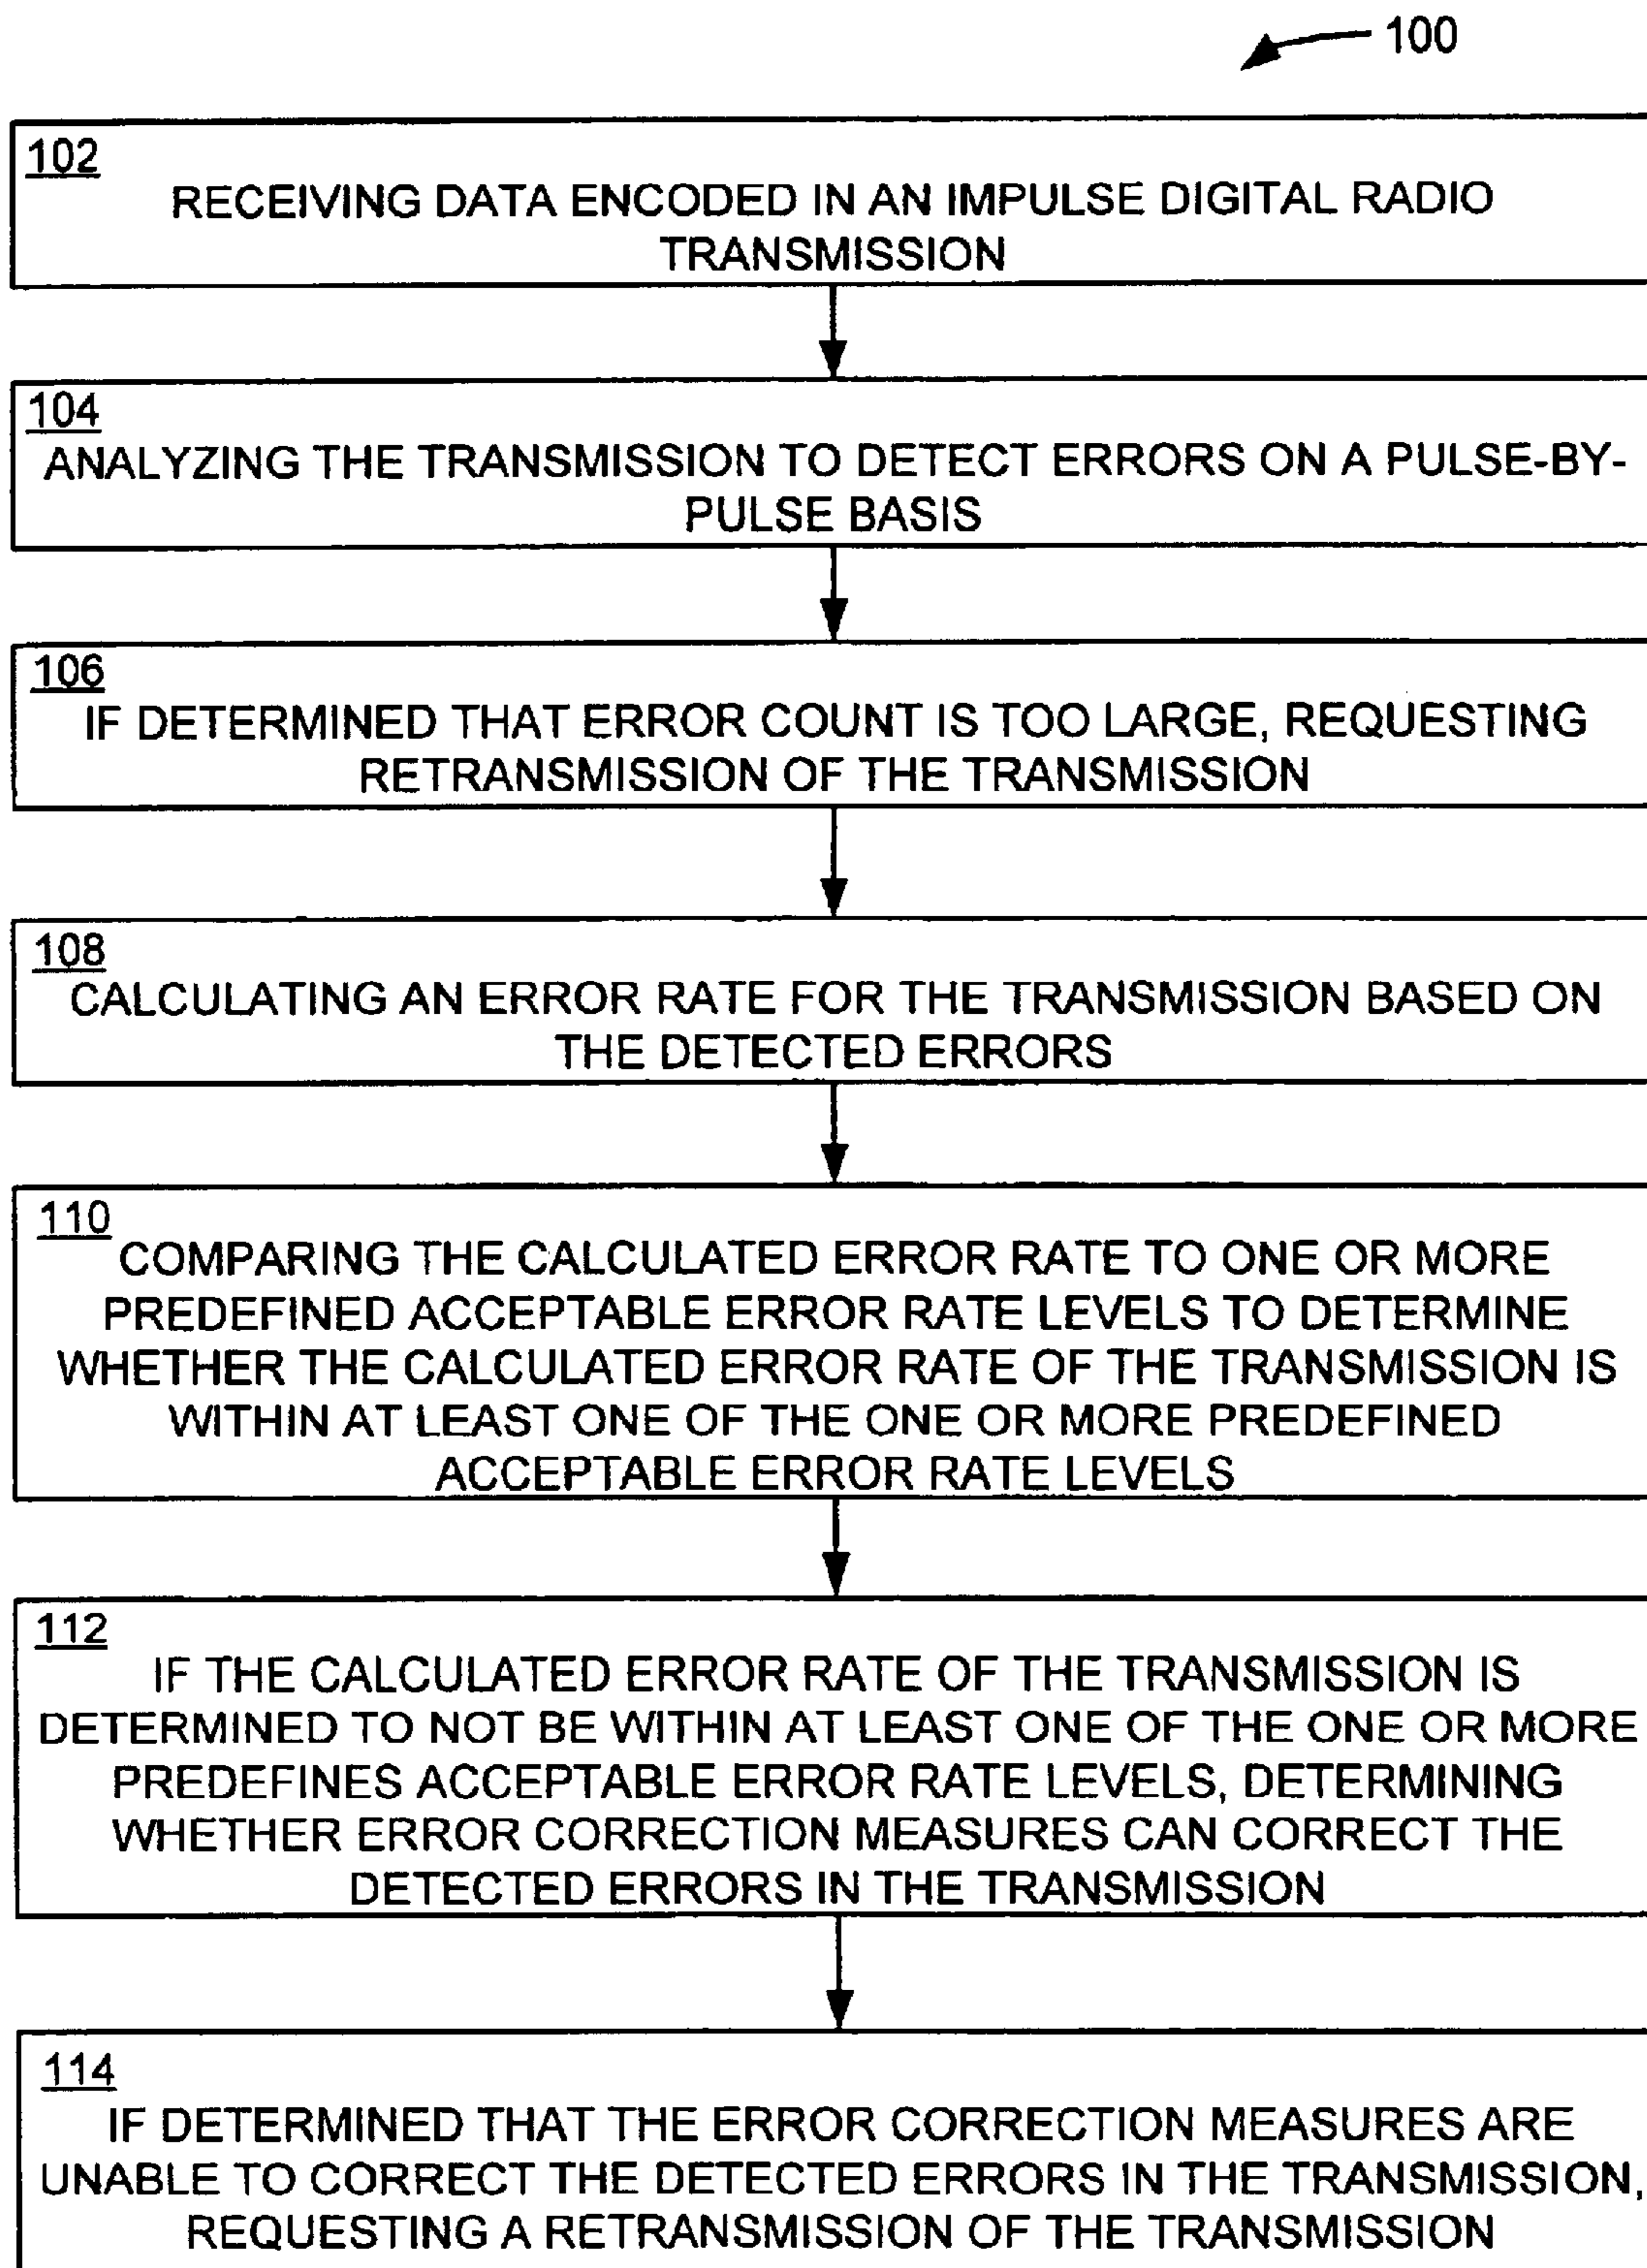 100
102
RECEIVING DATA ENCODED IN AN IMPULSE DIGITAL RADIO
TRANSMISSION
104
ANALYZING THE TRANSMISSION TO DETECT ERRORS ON A PULSE-BY-
PULSE BASIS
106
IF DETERMINED THAT ERROR COUNT IS TOO LARGE, REQUESTING
RETRANSMISSION OF THE TRANSMISSION
108
CALCULATING AN ERROR RATE FOR THE TRANSMISSION BASED ON
THE DETECTED ERRORS
110
COMPARING THE CALCULATED ERROR RATE TO ONE OR MORE
PREDEFINED ACCEPTABLE ERROR RATE LEVELS TO DETERMINE
WHETHER THE CALCULATED ERROR RATE OF THE TRANSMISSION IS
WITHIN AT LEAST ONE OF THE ONE OR MORE PREDEFINED
ACCEPTABLE ERROR RATE LEVELS
112
IF THE CALCULATED ERROR RATE OF THE TRANSMISSION IS
DETERMINED TO NOT BE WITHIN AT LEAST ONE OF THE ONE OR MORE
PREDEFINES ACCEPTABLE ERROR RATE LEVELS, DETERMINING
WHETHER ERROR CORRECTION MEASURES CAN CORRECT THE
DETECTED ERRORS IN THE TRANSMISSION
114
IF DETERMINED THAT THE ERROR CORRECTION MEASURES ARE
UNABLE TO CORRECT THE DETECTED ERRORS IN THE TRANSMISSION,
REQUESTING A RETRANSMISSION OF THE TRANSMISSION